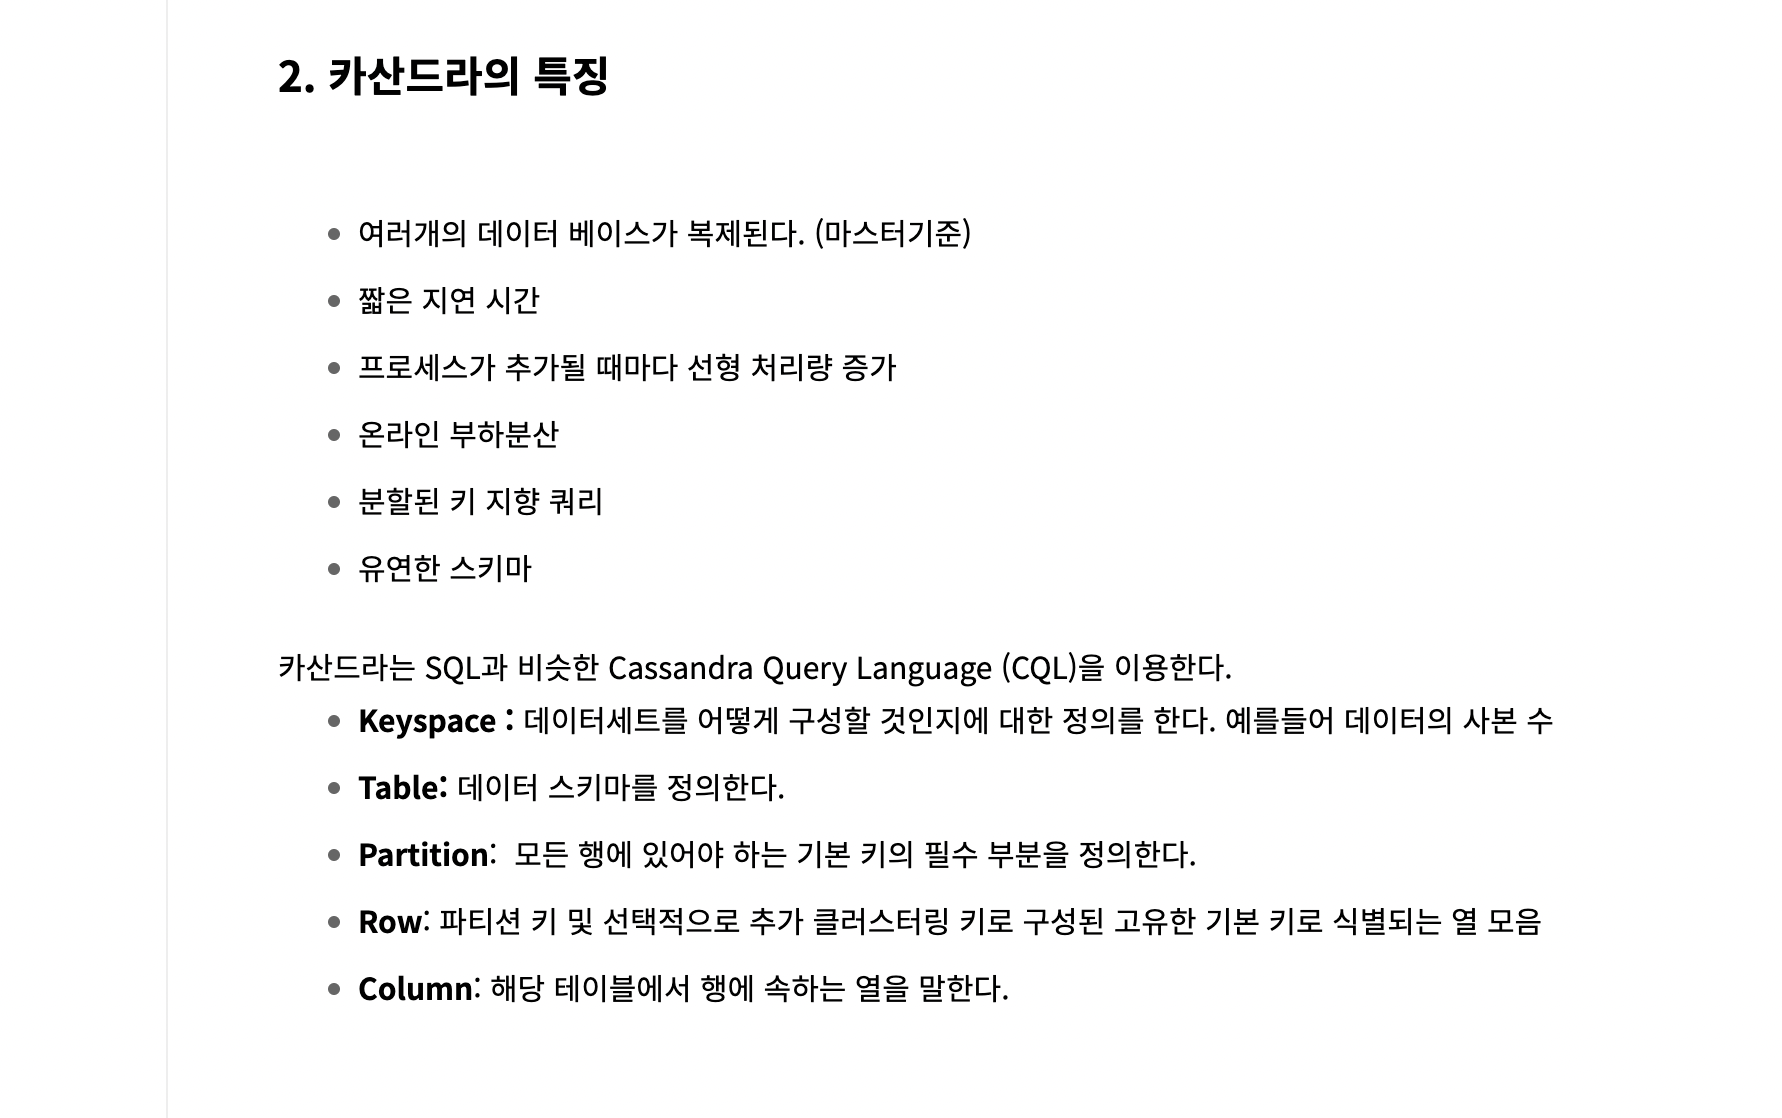 2. 카산드라의 특징
여러개의 데이터 베이스가 복제된다. (마스터기준)
짧은 지연 시간
프로세스가 추가될 때마다 선형 처리량 증가
온라인 부하분산
분할된 키 지향 쿼리
유연한 스키마
카산드라는 SQL과 비슷한 Cassandra Query Language (CQL)을 이용한다.
Keyspace : 데이터세트를 어떻게 구성할 것인지에 대한 정의를 한다. 예를들어 데이터의 사본 수
Table: 데이터 스키마를 정의한다.
Partition:  모든 행에 있어야 하는 기본 키의 필수 부분을 정의한다.
Row: 파티션 키 및 선택적으로 추가 클러스터링 키로 구성된 고유한 기본 키로 식별되는 열 모음
Column: 해당 테이블에서 행에 속하는 열을 말한다.